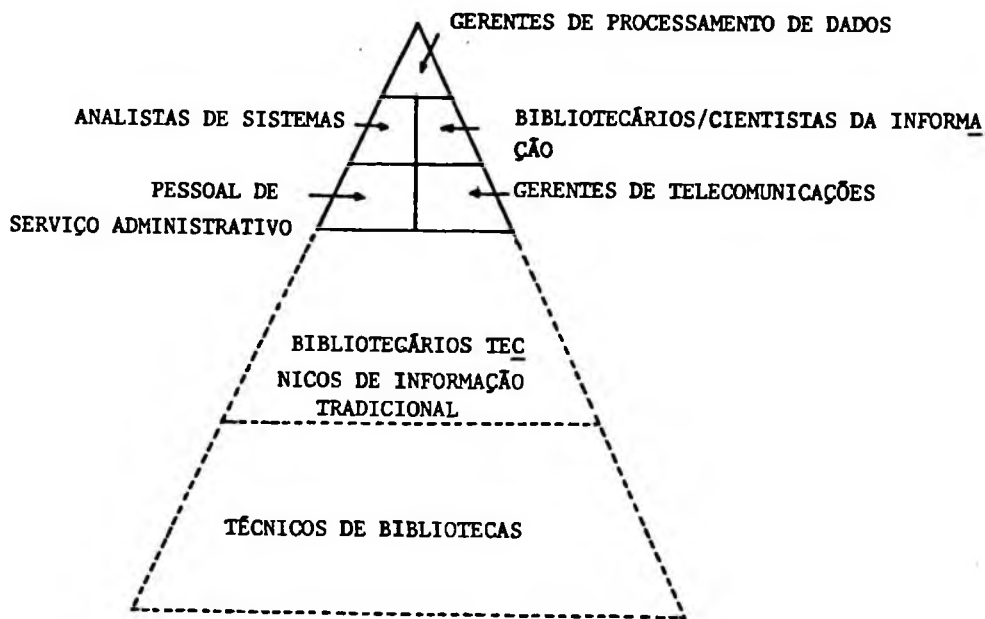 GERENTES DE PROCESSAMENTO DE DADOS
ANALISTAS DE SISTEMAS
BIBLIOTECÁRIOS/CIENTISTAS DA INFORMA
ÇÃO
PESSOAL DE
SERVIÇO ADMINISTRATIVO
GERENTES DE TELECOMUNICAÇÕES
BIBLIOTECÁRIOS TEC
NICOS DE INFORMAÇÃO
TRADICIONAL
TÉCNICOS DE BIBLIOTECAS